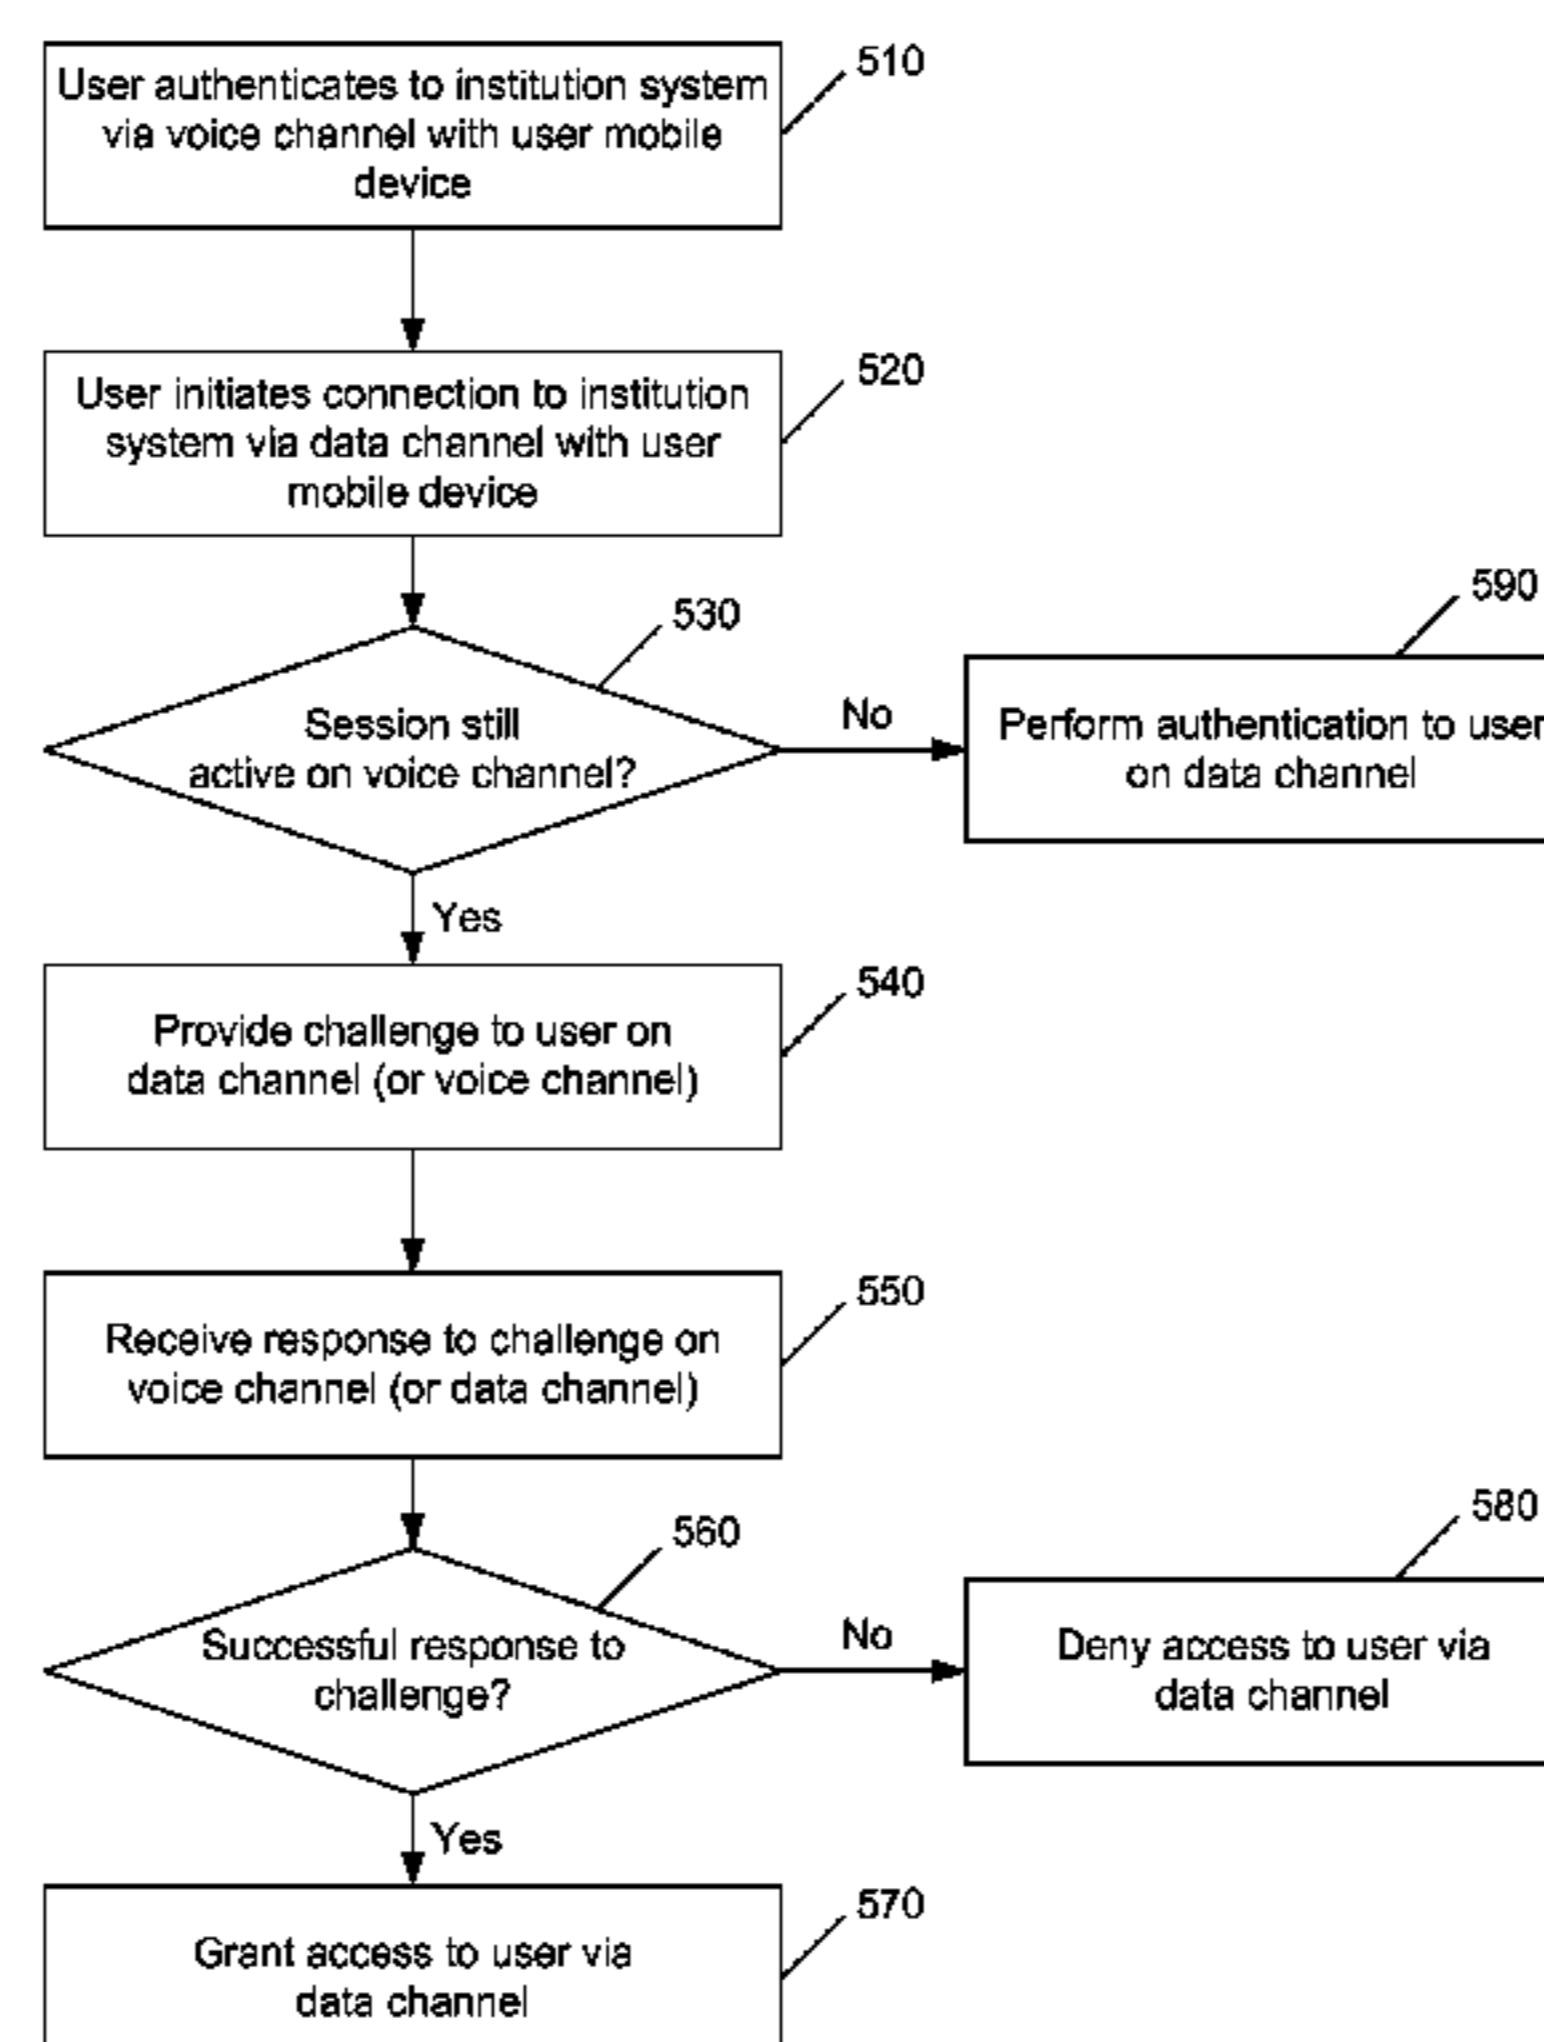 User authenticates to institution system
via voice channel with user mobile
device
510
User initiates connection to institution
system via data channel with user
mobile device
520
530
Session still
active on voice channel?
No
590
Perform authentication to user
on data channel
Yes
Provide challenge to user on
data channel (or voice channel)
540
Receive response to challenge on
voice channel (or data channel)
550
560
Successful response to
challenge?
No
580
Deny access to user via
data channel
Yes
Grant access to user via
data channel
570